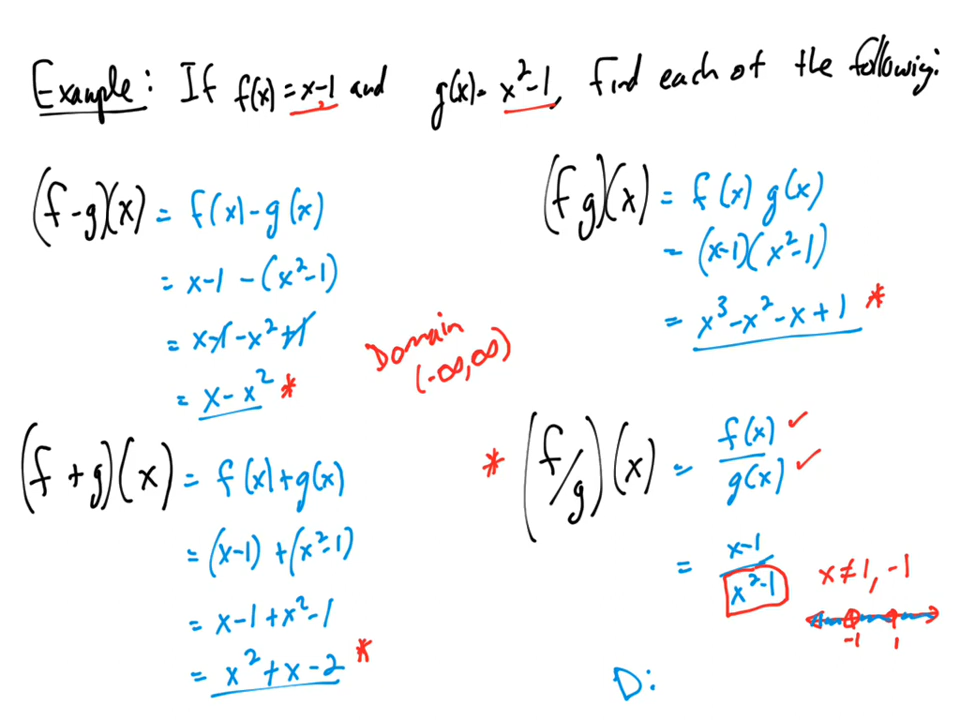 Example: If f(x) = x-1 and g(x) = x²-1, Find each of the following:
(f-g)(x) = f(x) - g(x)
= x-1 - (x²-1)
= x-1-x²+1
= x-x² *
Domain
(-∞,∞)
(fg)(x) = f(x) g(x)
= (x-1)(x²-1)
= x³-x²-x+1 *
(f+g)(x) = f(x)+g(x)
= (x-1) + (x²-1)
= x-1+x²-1
= x²+x-2 *
* (f/g)(x) = f(x)/g(x) ✓ ✓
= x-1/x²-1 x≠1, -1
-1 1
D: